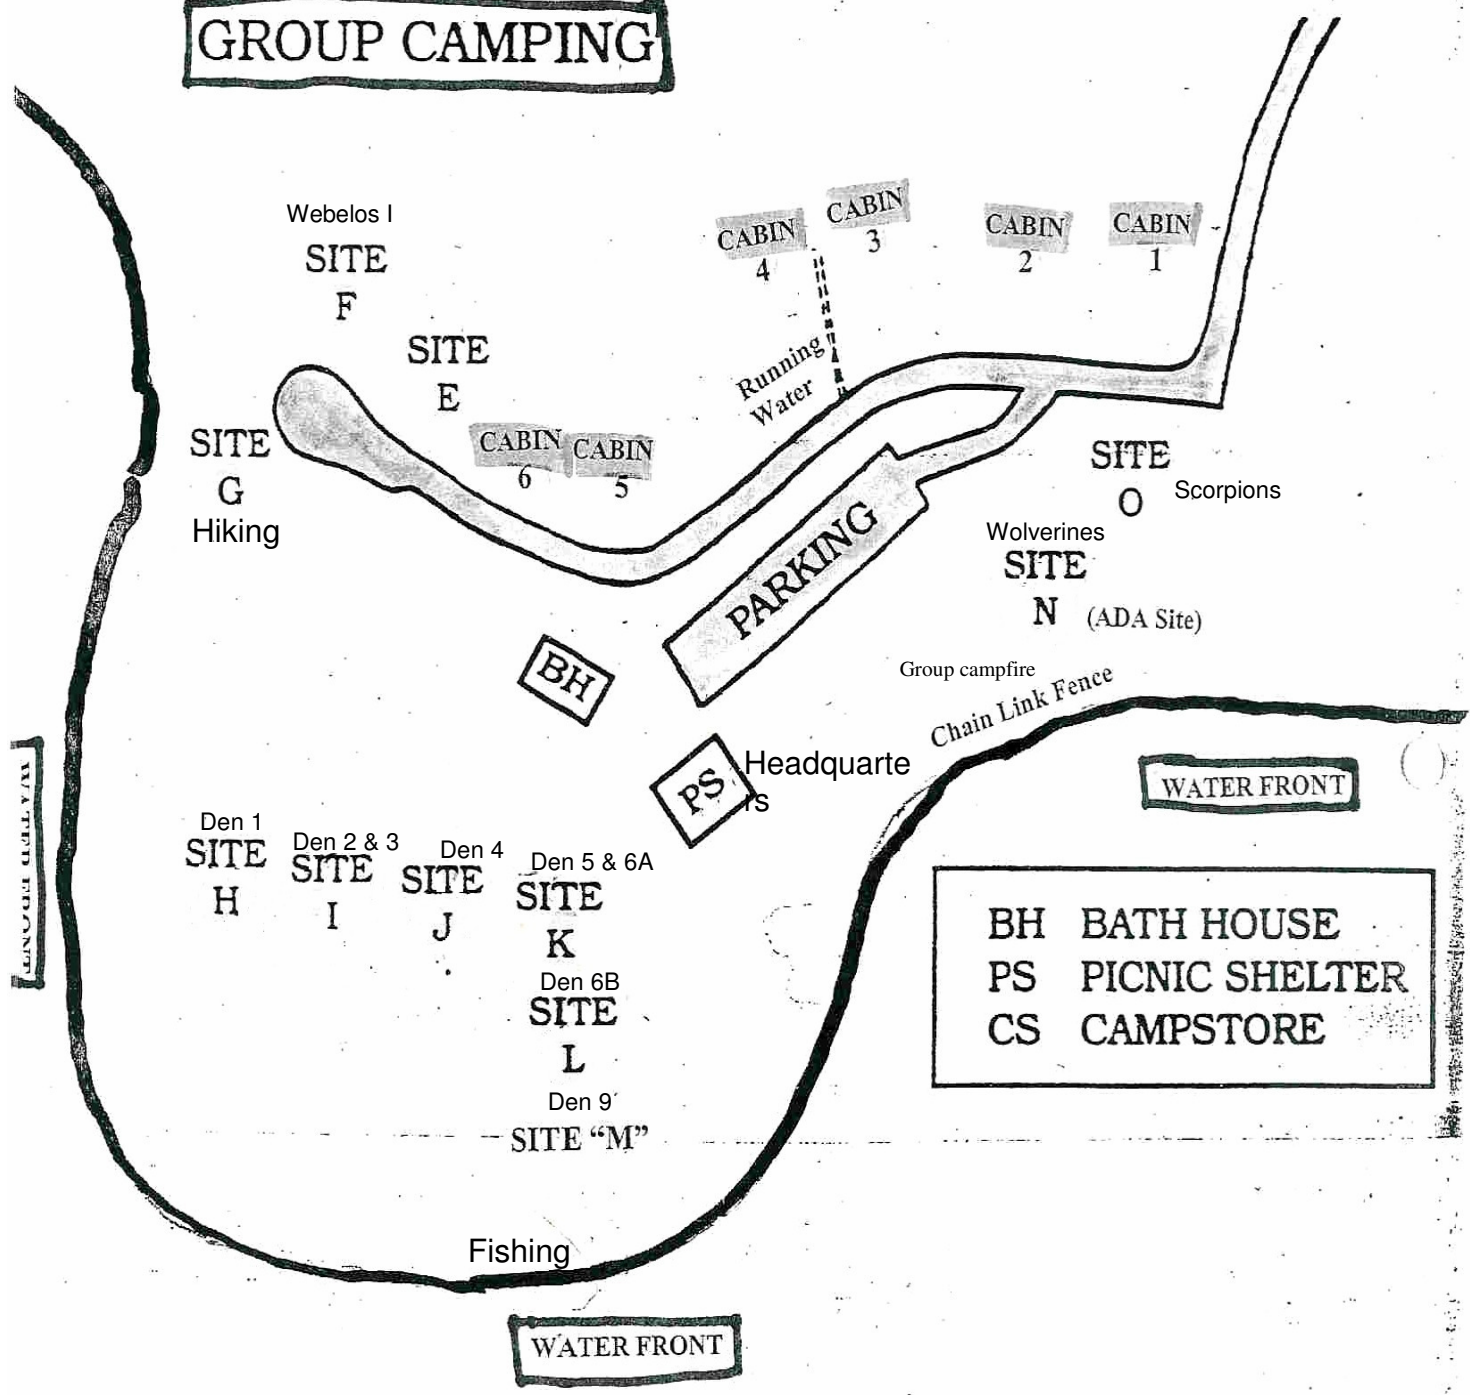 GROUP CAMPING
Webelos I
SITE
F
CABIN
4
CABIN
3
CABIN
2
CABIN
1
SITE
E
Running
Water
SITE
G
Hiking
CABIN
6
CABIN
5
PARKING
SITE
O
Scorpions
Wolverines
SITE
N (ADA Site)
BH
Group campfire
Chain Link Fence
PS
Headquarte
rs
WATER FRONT
WATER FRONT
Den 1
SITE
H
Den 2 & 3
SITE
I
Den 4
SITE
J
Den 5 & 6A
SITE
K
Den 6B
SITE
L
Den 9
SITE “M”
BH BATH HOUSE
PS PICNIC SHELTER
CS CAMPSTORE
Fishing
WATER FRONT